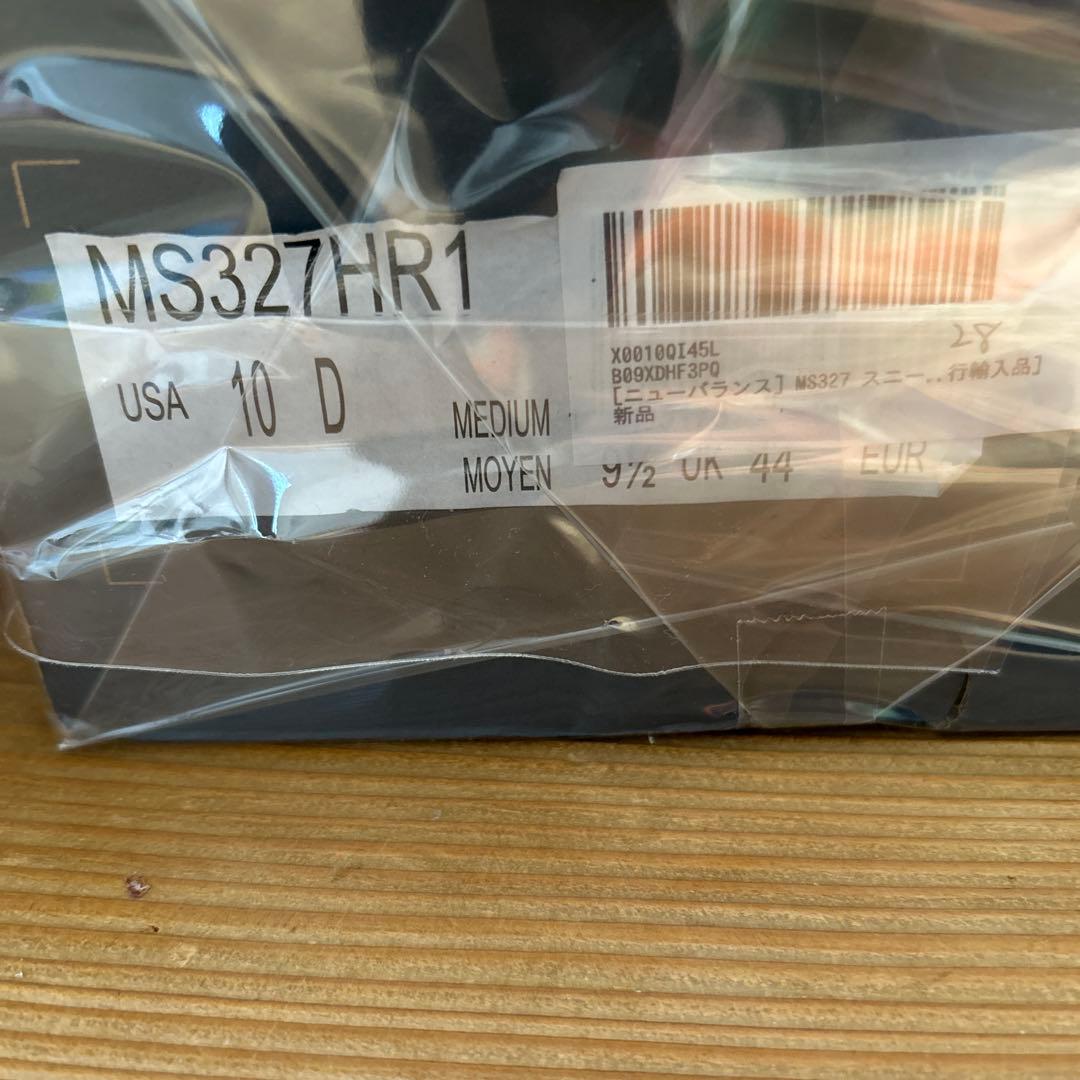 MS327HR1
USA 10 D
MEDIUM
MOYEN 9½ UK 44 EUR
28
X0010QI45L
B09XDHF3PQ
[ニューバランス] MS327 スニー..行輸入品]
新品